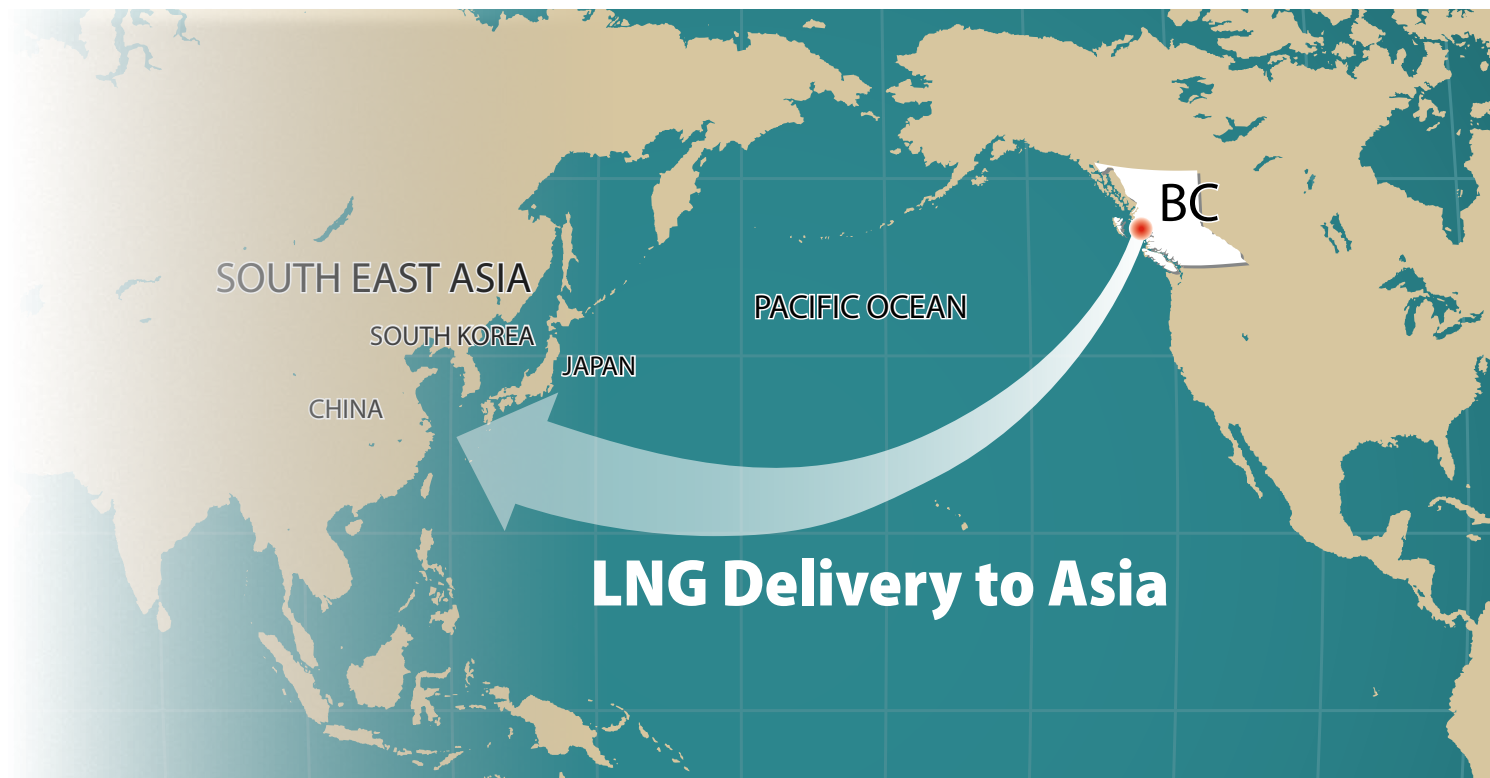 BC
SOUTH EAST ASIA
PACIFIC OCEAN
SOUTH KOREA
JAPAN
CHINA
LNG Delivery to Asia